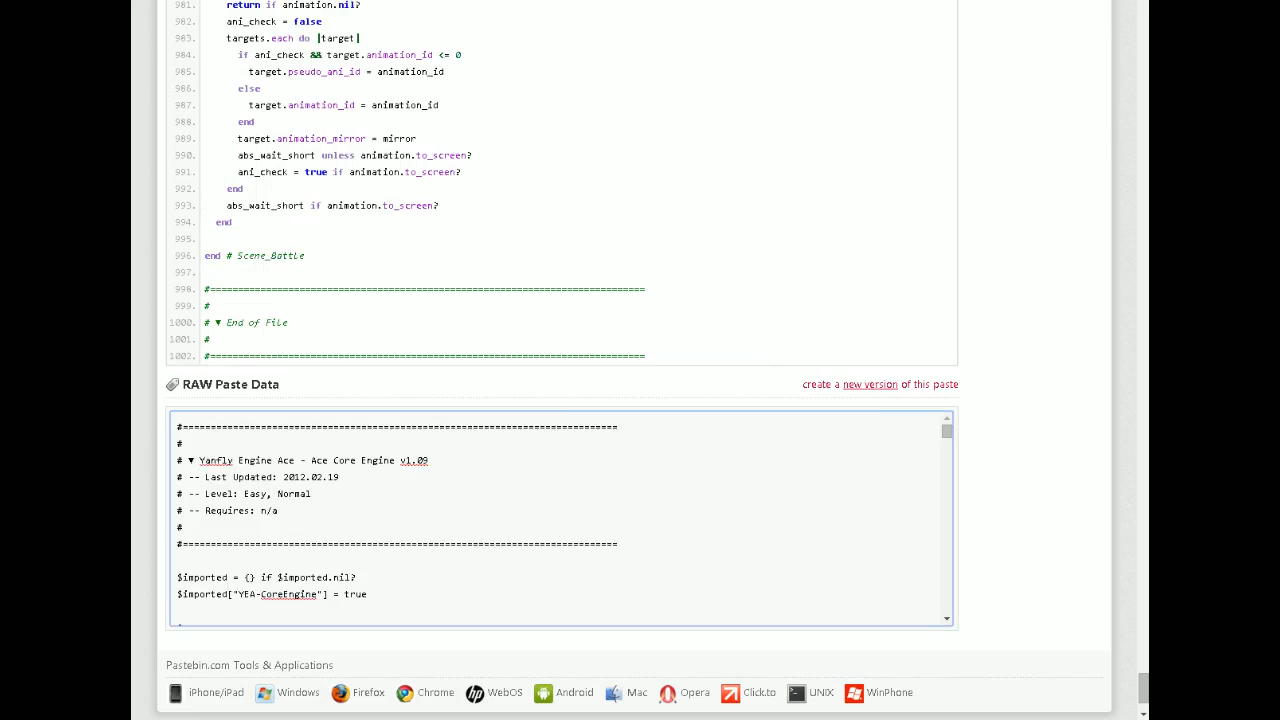 981. return if animation.nil?
982. ani_check = false
983. targets.each do |target|
984. if ani_check && target.animation_id <= 0
985. target.pseudo_ani_id = animation_id
986. else
987. target.animation_id = animation_id
988. end
989. target.animation_mirror = mirror
990. abs_wait_short unless animation.to_screen?
991. ani_check = true if animation.to_screen?
992. end
993. abs_wait_short if animation.to_screen?
994. end
995.
996. end # Scene_Battle
997.
998. #==============================================================================
999. #
1000. # ▼ End of File
1001. #
1002. #==============================================================================
RAW Paste Data
create a new version of this paste
#==============================================================================
#
# ▼ Yanfly Engine Ace - Ace Core Engine v1.09
# -- Last Updated: 2012.02.19
# -- Level: Easy, Normal
# -- Requires: n/a
#
#==============================================================================
$imported = {} if $imported.nil?
$imported["YEA-CoreEngine"] = true
Pastebin.com Tools & Applications
iPhone/iPad Windows Firefox Chrome WebOS Android Mac Opera Click.to UNIX WinPhone